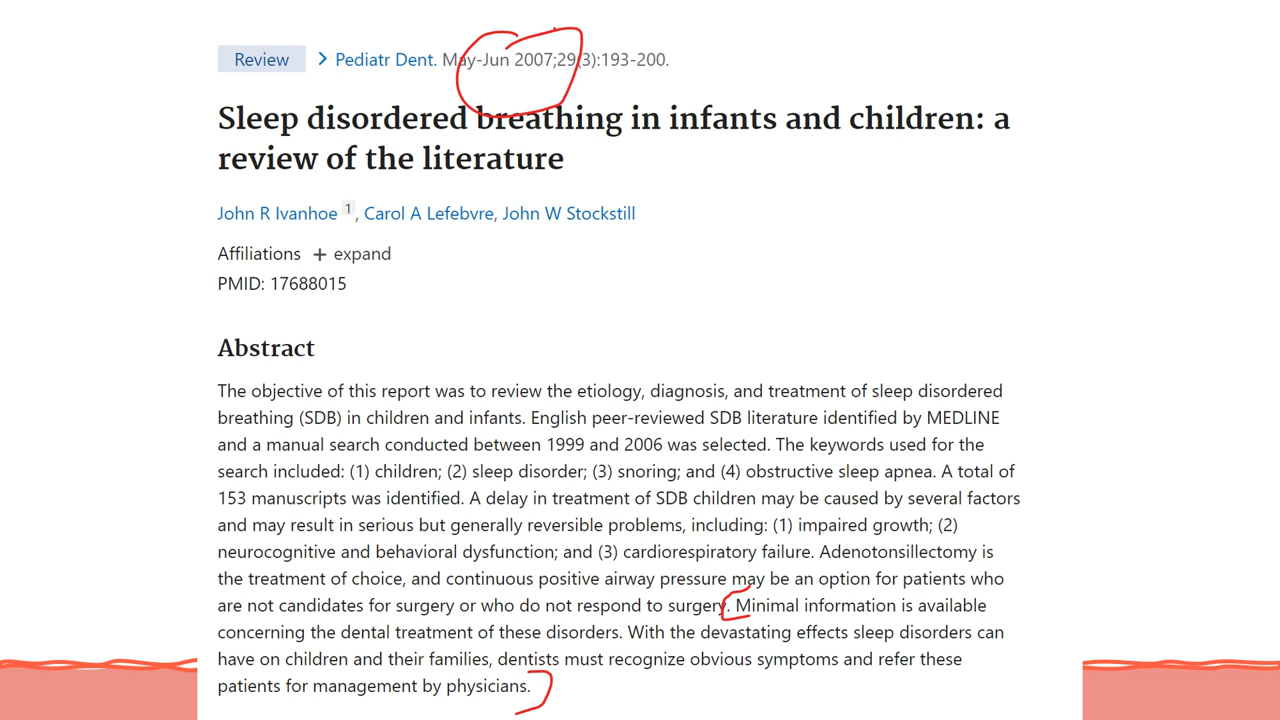 Review > Pediatr Dent. May-Jun 2007;29(3):193-200.
Sleep disordered breathing in infants and children: a
review of the literature
John R Ivanhoe 1, Carol A Lefebvre, John W Stockstill
Affiliations + expand
PMID: 17688015
Abstract
The objective of this report was to review the etiology, diagnosis, and treatment of sleep disordered
breathing (SDB) in children and infants. English peer-reviewed SDB literature identified by MEDLINE
and a manual search conducted between 1999 and 2006 was selected. The keywords used for the
search included: (1) children; (2) sleep disorder; (3) snoring; and (4) obstructive sleep apnea. A total of
153 manuscripts was identified. A delay in treatment of SDB children may be caused by several factors
and may result in serious but generally reversible problems, including: (1) impaired growth; (2)
neurocognitive and behavioral dysfunction; and (3) cardiorespiratory failure. Adenotonsillectomy is
the treatment of choice, and continuous positive airway pressure may be an option for patients who
are not candidates for surgery or who do not respond to surgery. Minimal information is available
concerning the dental treatment of these disorders. With the devastating effects sleep disorders can
have on children and their families, dentists must recognize obvious symptoms and refer these
patients for management by physicians.